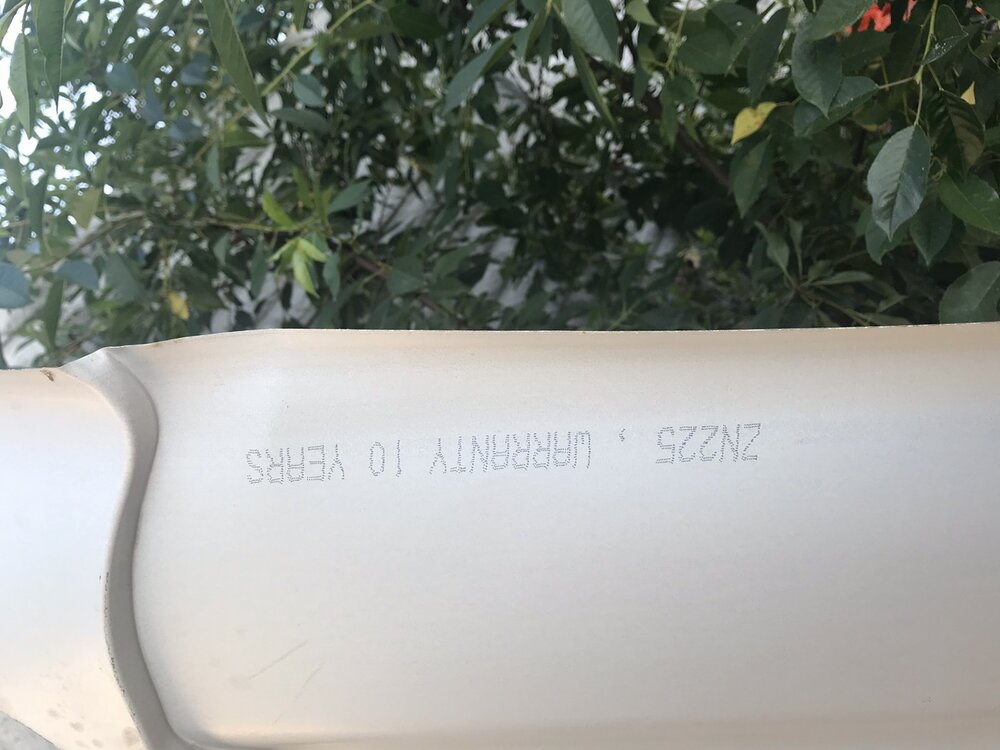 ZN225 , WARRANTY 10 YEARS